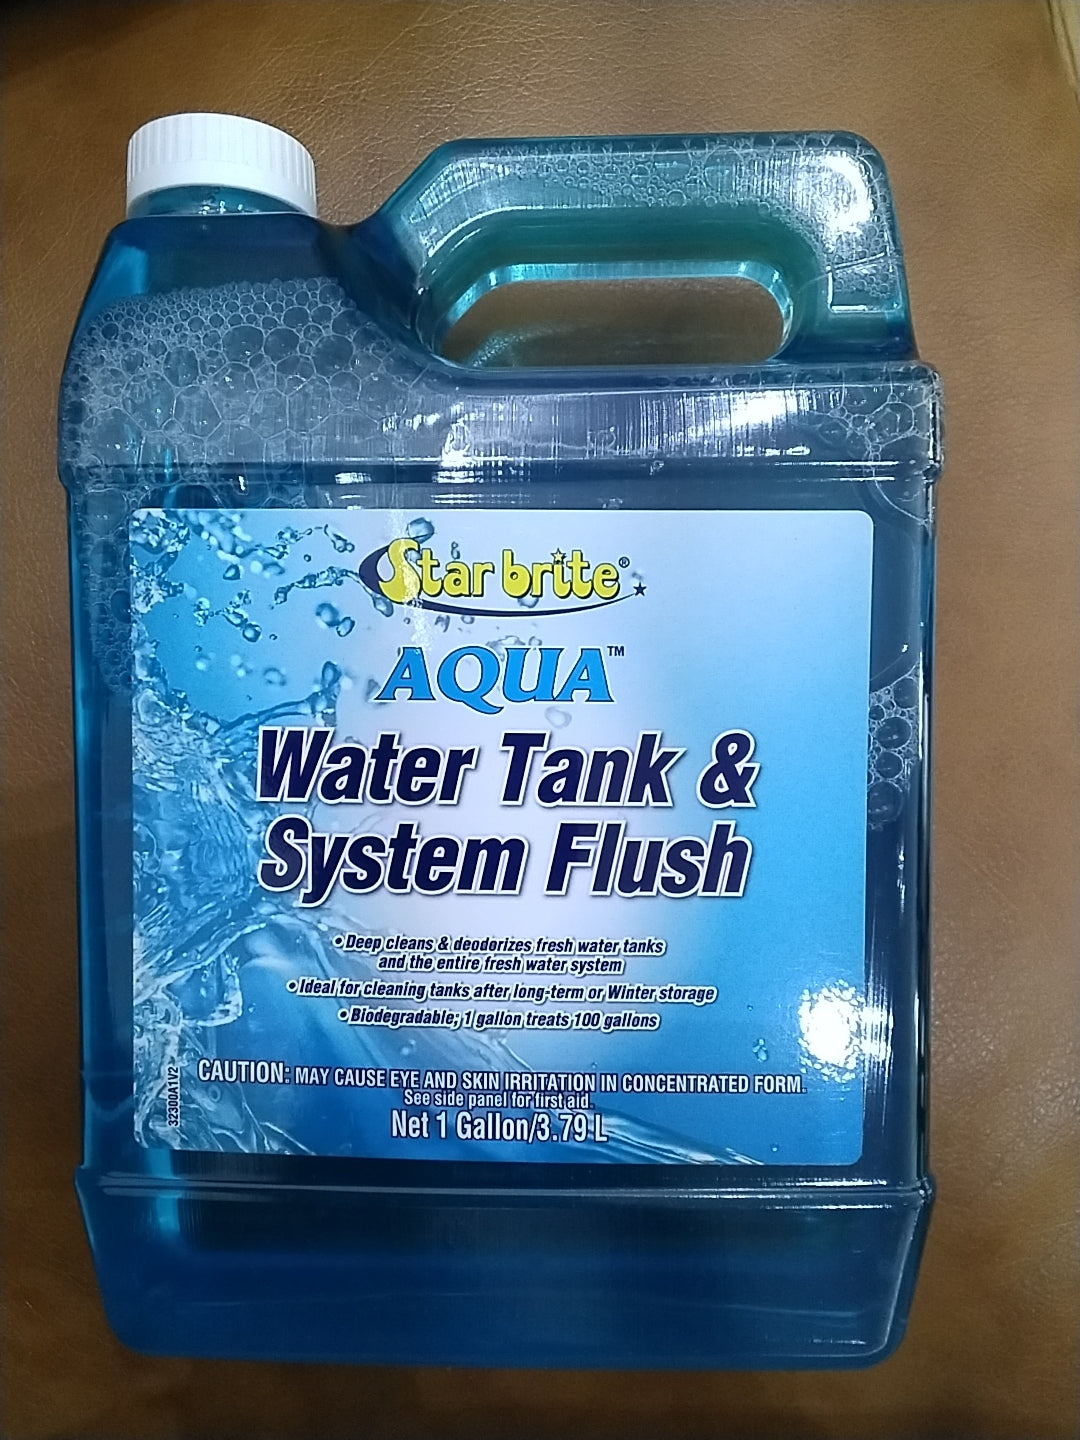 Star brite®
AQUA™
Water Tank &
System Flush
• Deep cleans & deodorizes fresh water tanks
and the entire fresh water system
• Ideal for cleaning tanks after long-term or Winter storage
• Biodegradable; 1 gallon treats 100 gallons
CAUTION: MAY CAUSE EYE AND SKIN IRRITATION IN CONCENTRATED FORM.
See side panel for first aid.
Net 1 Gallon/3.79 L
32300A1V2